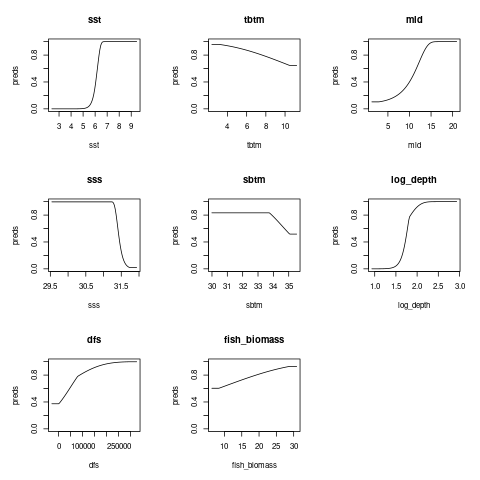 sst
preds
0.0 0.4 0.8
3 4 5 6 7 8 9
sst
tbtm
preds
0.0 0.4 0.8
4 6 8 10
tbtm
mld
preds
0.0 0.4 0.8
5 10 15 20
mld
sss
preds
0.0 0.4 0.8
29.5 30.5 31.5
sss
sbtm
preds
0.0 0.4 0.8
30 31 32 33 34 35
sbtm
log_depth
preds
0.0 0.4 0.8
1.0 1.5 2.0 2.5 3.0
log_depth
dfs
preds
0.0 0.4 0.8
0 100000 250000
dfs
fish_biomass
preds
0.0 0.4 0.8
10 15 20 25 30
fish_biomass